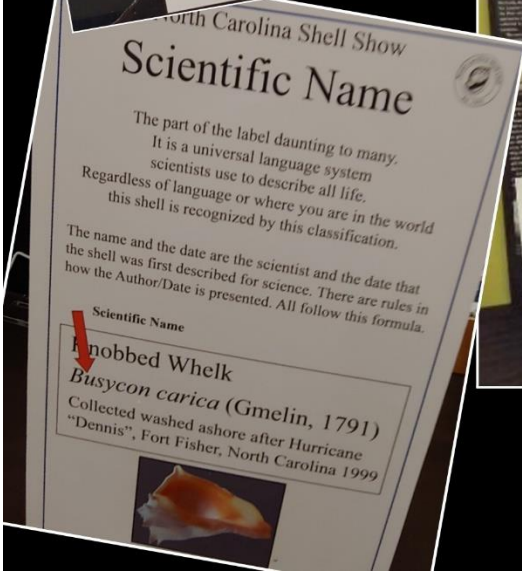 North Carolina Shell Show
Scientific Name
The part of the label daunting to many.
It is a universal language system
scientists use to describe all life.
Regardless of language or where you are in the world
this shell is recognized by this classification.
The name and the date are the scientist and the date that
the shell was first described for science. There are rules in
how the Author/Date is presented. All follow this formula.
Scientific Name
Knobbed Whelk
Busycon carica (Gmelin, 1791)
Collected washed ashore after Hurricane
“Dennis”, Fort Fisher, North Carolina 1999